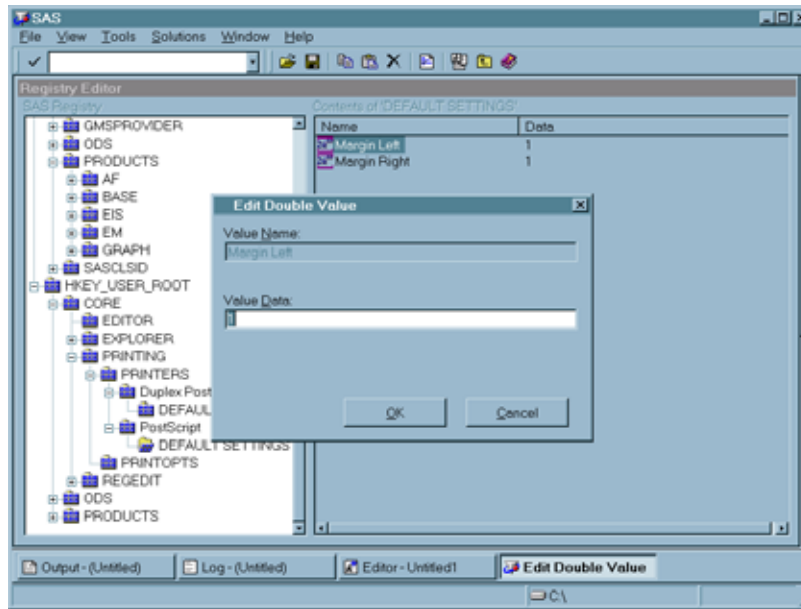 SAS
File View Tools Solutions Window Help
Registry Editor
SAS Registry
Contents of 'DEFAULT SETTINGS'
GMSPROVIDER
ODS
PRODUCTS
AF
BASE
EIS
EM
GRAPH
SASCLSID
HKEY_USER_ROOT
CORE
EDITOR
EXPLORER
PRINTING
PRINTERS
Duplex Post
DEFAUL
PostScript
DEFAULT SETTINGS
PRINTOPTS
REGEDIT
ODS
PRODUCTS
Name Data
Margin Left 1
Margin Right 1
Edit Double Value
Value Name:
Margin Left
Value Data:
1
OK Cancel
Output - (Untitled) Log - (Untitled) Editor - Untitled1 Edit Double Value
C:\